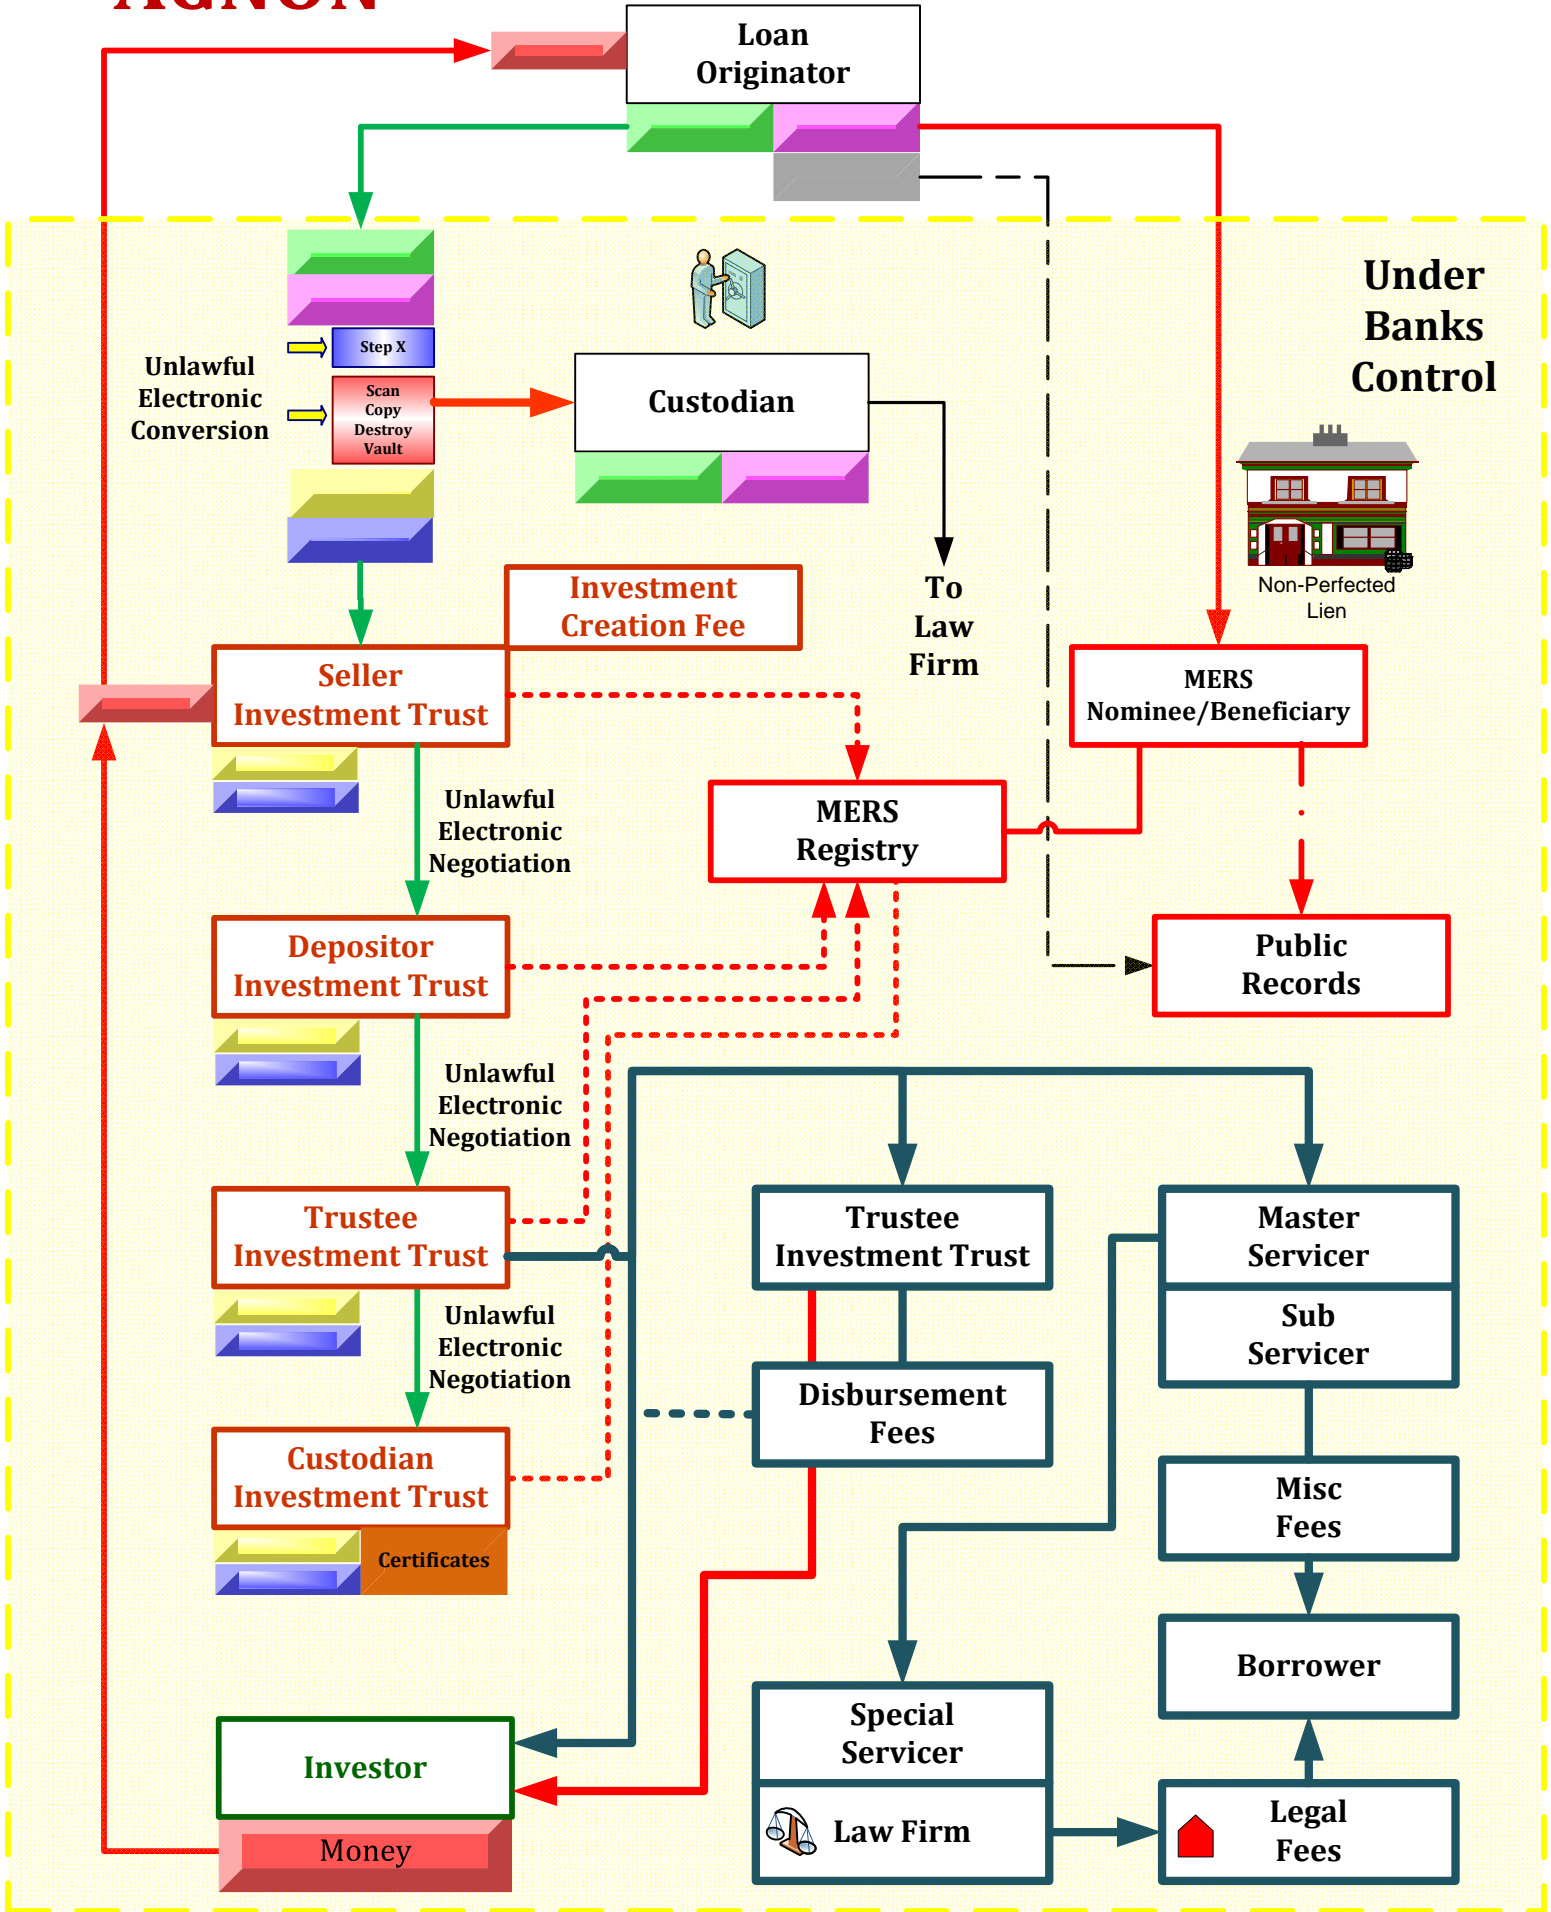 AGNON
Loan
Originator
Under
Banks
Control
Unlawful
Electronic
Conversion
Step X
Scan
Copy
Destroy
Vault
Custodian
Non-Perfected
Lien
Investment
Creation Fee
To
Law
Firm
Seller
Investment Trust
MERS
Nominee/Beneficiary
Unlawful
Electronic
Negotiation
MERS
Registry
Depositor
Investment Trust
Public
Records
Unlawful
Electronic
Negotiation
Trustee
Investment Trust
Trustee
Investment Trust
Master
Servicer
Sub
Servicer
Unlawful
Electronic
Negotiation
Disbursement
Fees
Custodian
Investment Trust
Certificates
Misc
Fees
Borrower
Special
Servicer
Investor
Money
Law Firm
Legal
Fees